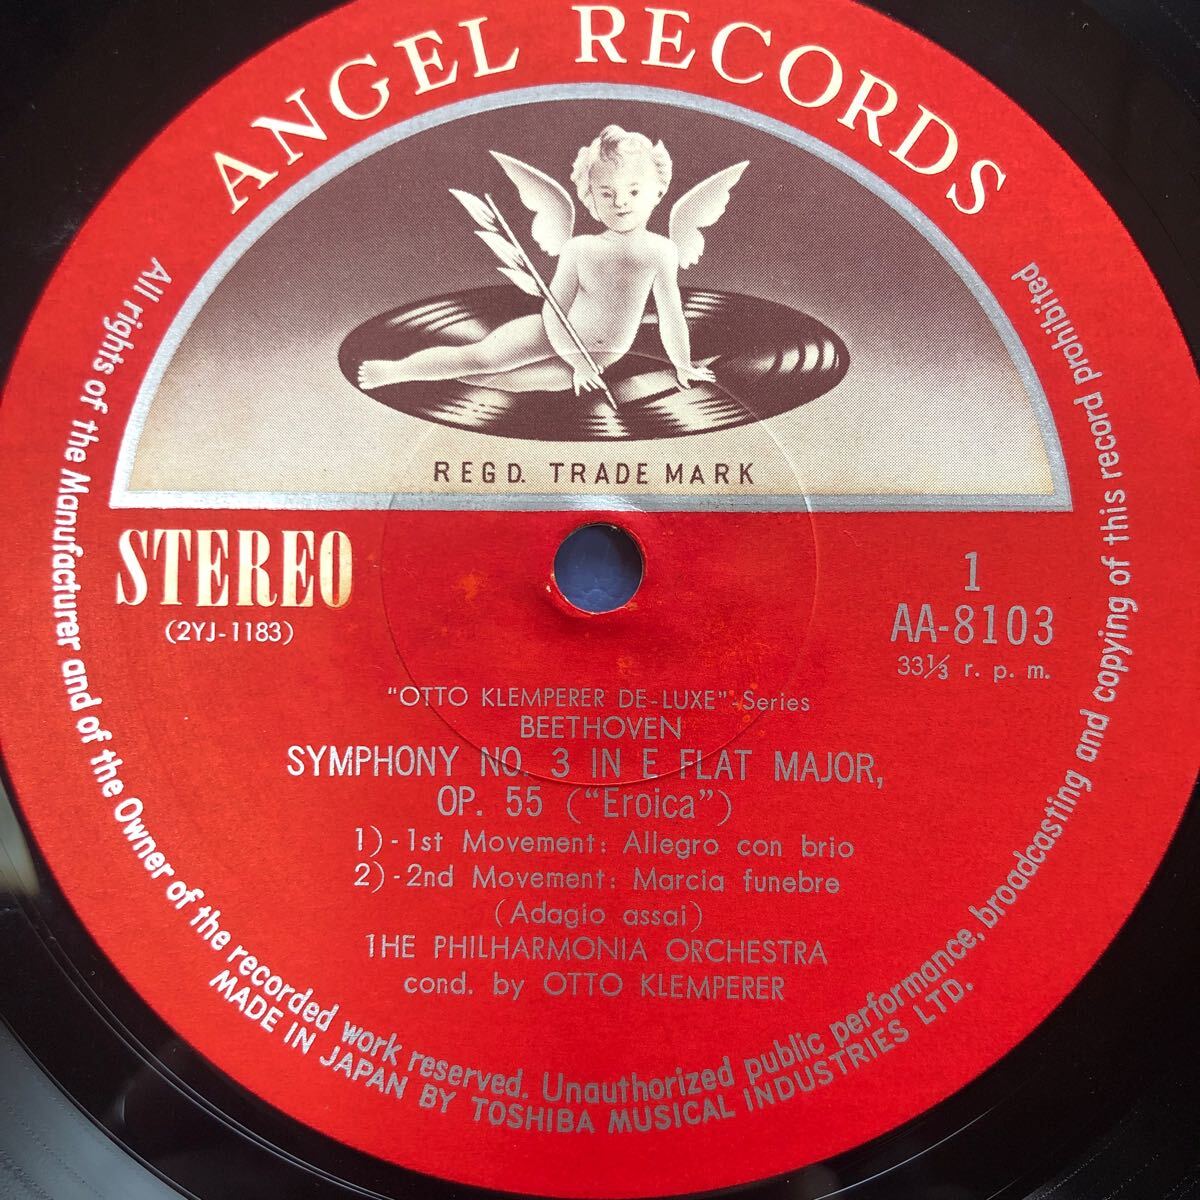 ANGEL RECORDS
REGD. TRADE MARK
STEREO
(2YJ-1183)
1
AA-8103
33⅓ r. p. m.
"OTTO KLEMPERER DE-LUXE"-Series
BEETHOVEN
SYMPHONY NO. 3 IN E FLAT MAJOR,
OP. 55 ("Eroica")
1)-1st Movement: Allegro con brio
2)-2nd Movement: Marcia funebre
(Adagio assai)
THE PHILHARMONIA ORCHESTRA
cond. by OTTO KLEMPERER
All rights of the Manufacturer and of the Owner of the recorded work reserved. Unauthorized public performance, broadcasting and copying of this record prohibited
MADE IN JAPAN BY TOSHIBA MUSICAL INDUSTRIES LTD.